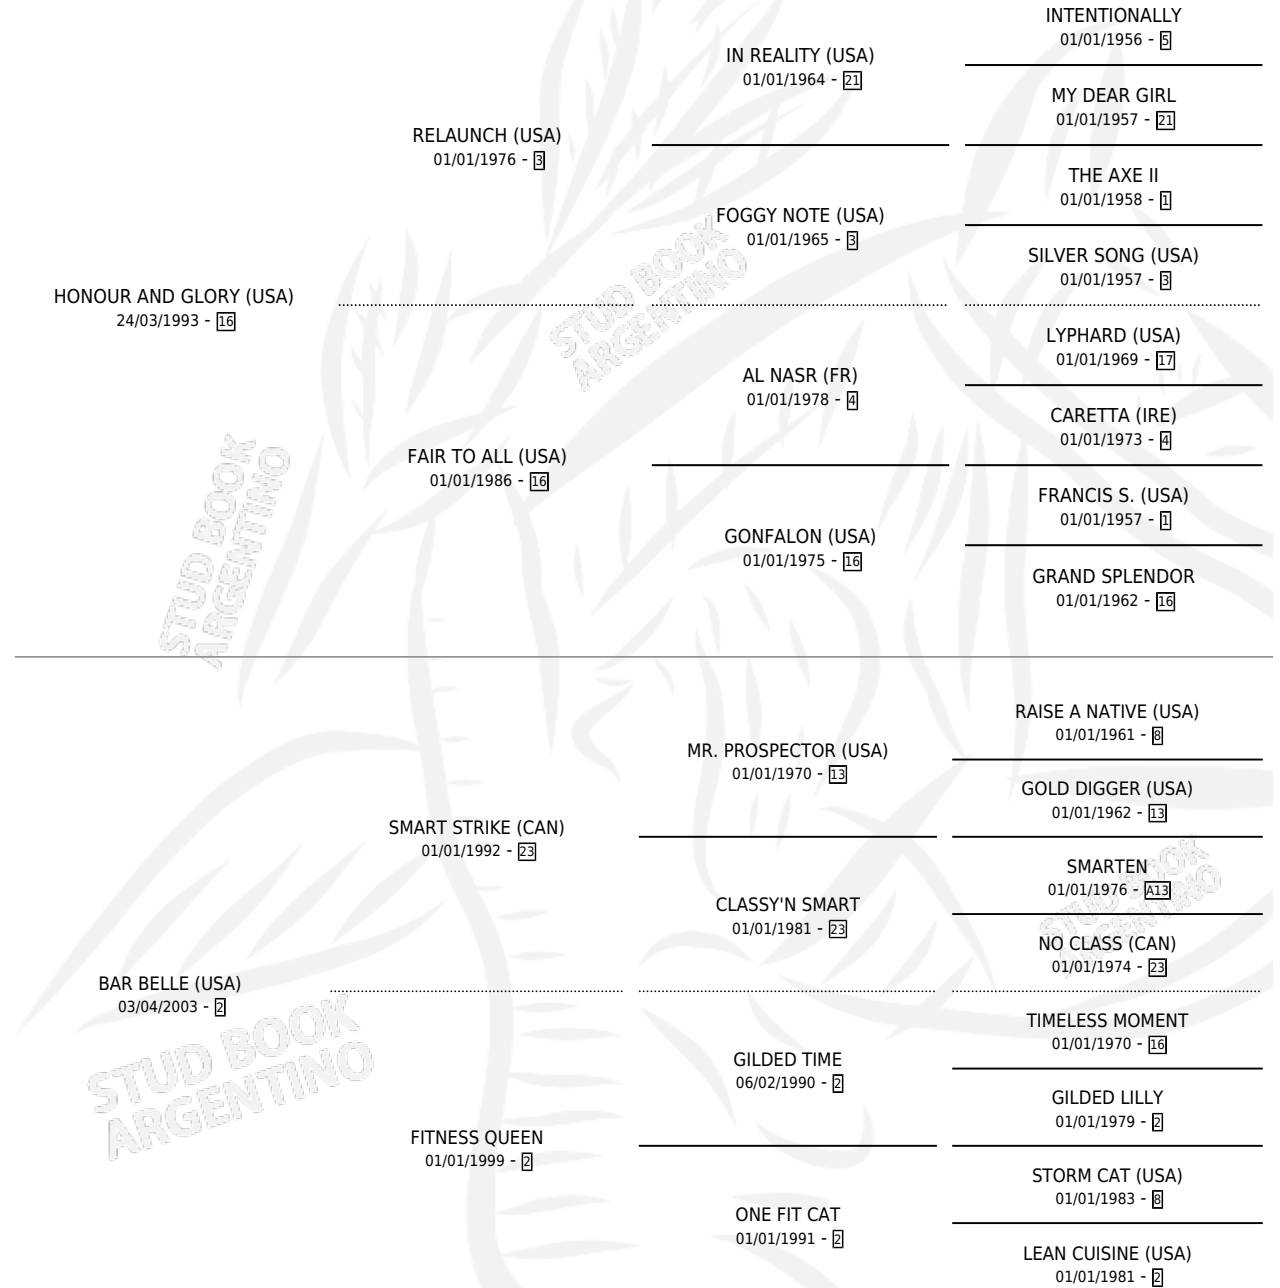 INTENTIONALLY
01/01/1956 - 5
IN REALITY (USA)
01/01/1964 - 21
MY DEAR GIRL
01/01/1957 - 21
RELAUNCH (USA)
01/01/1976 - 3
THE AXE II
01/01/1958 - 1
FOGGY NOTE (USA)
01/01/1965 - 3
SILVER SONG (USA)
01/01/1957 - 3
HONOUR AND GLORY (USA)
24/03/1993 - 16
LYPHARD (USA)
01/01/1969 - 17
AL NASR (FR)
01/01/1978 - 4
CARETTA (IRE)
01/01/1973 - 4
FAIR TO ALL (USA)
01/01/1986 - 16
FRANCIS S. (USA)
01/01/1957 - 1
GONFALON (USA)
01/01/1975 - 16
GRAND SPLENDOR
01/01/1962 - 16
RAISE A NATIVE (USA)
01/01/1961 - 8
MR. PROSPECTOR (USA)
01/01/1970 - 13
GOLD DIGGER (USA)
01/01/1962 - 13
SMART STRIKE (CAN)
01/01/1992 - 23
SMARTEN
01/01/1976 - A13
CLASSY'N SMART
01/01/1981 - 23
NO CLASS (CAN)
01/01/1974 - 23
BAR BELLE (USA)
03/04/2003 - 2
TIMELESS MOMENT
01/01/1970 - 16
GILDED TIME
06/02/1990 - 2
GILDED LILLY
01/01/1979 - 2
FITNESS QUEEN
01/01/1999 - 2
STORM CAT (USA)
01/01/1983 - 8
ONE FIT CAT
01/01/1991 - 2
LEAN CUISINE (USA)
01/01/1981 - 2
STUD BOOK
ARGENTINO
STUD BOOK
ARGENTINO
STUD BOOK
ARGENTINO
STUD BOOK
ARGENTINO